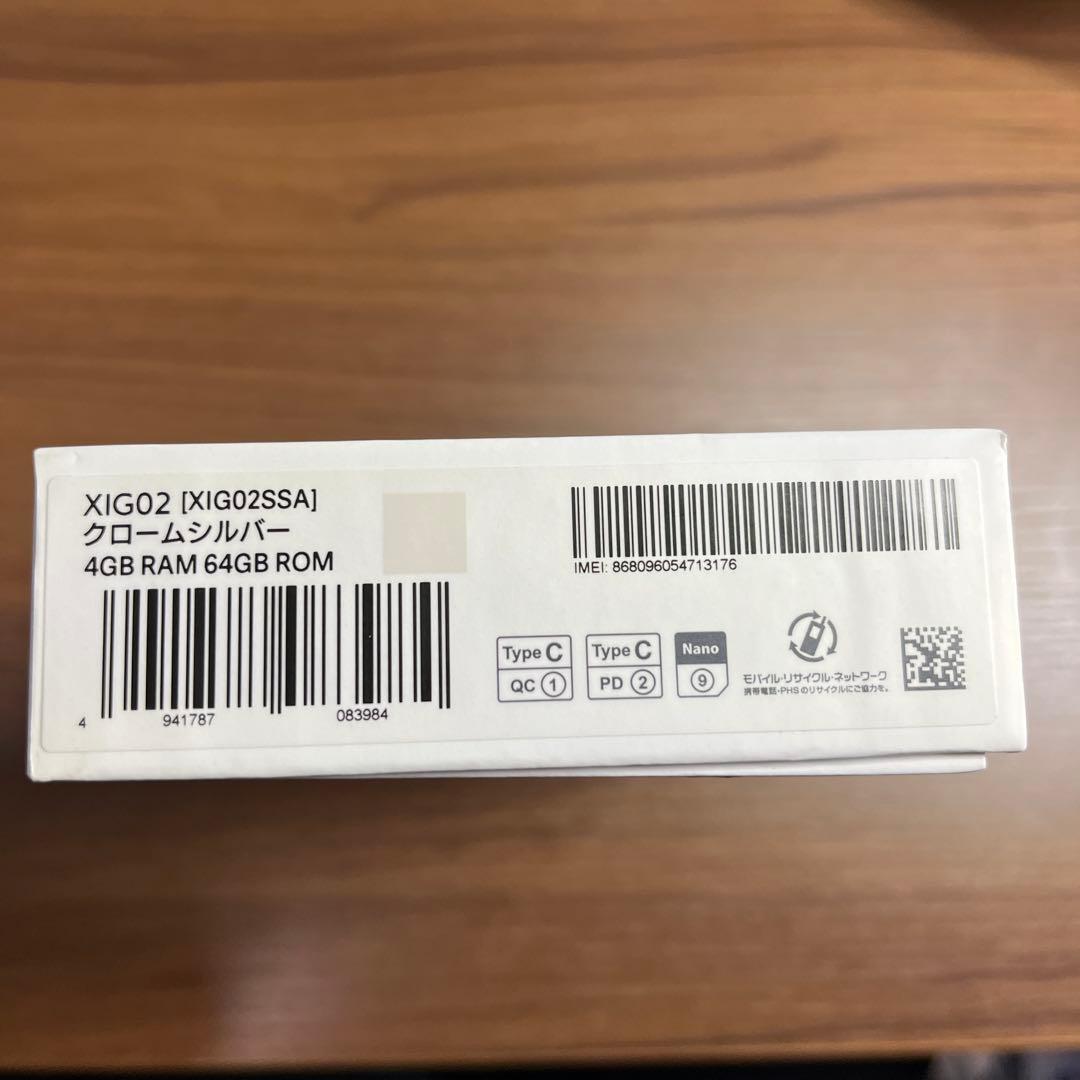 XIG02 [XIG02SSA]
クロームシルバー
4GB RAM 64GB ROM
4 941787 083984
IMEI: 868096054713176
Type C
QC ①
Type C
PD ②
Nano
⑨
モバイル・リサイクル・ネットワーク
携帯電話・PHSのリサイクルにご協力を。